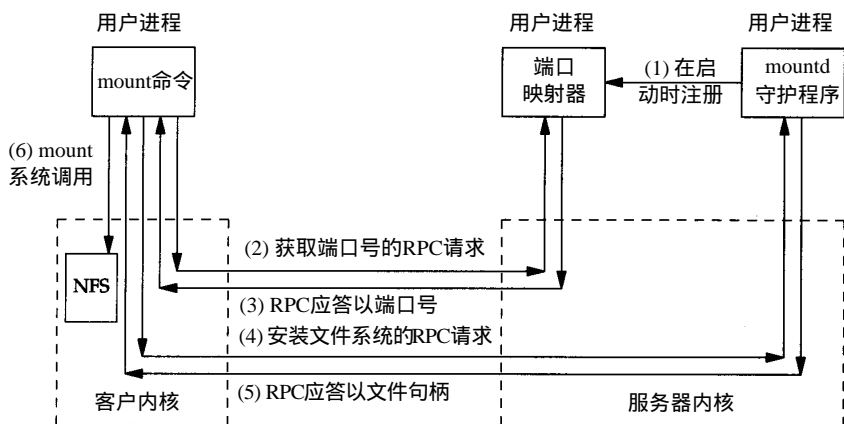 用户进程
用户进程
用户进程
mount命令
端口
映射器
(1) 在启
动时注册
mountd
守护程序
(6) mount
系统调用
(2) 获取端口号的RPC请求
NFS
(3) RPC应答以端口号
(4) 安装文件系统的RPC请求
(5) RPC应答以文件句柄
客户内核
服务器内核